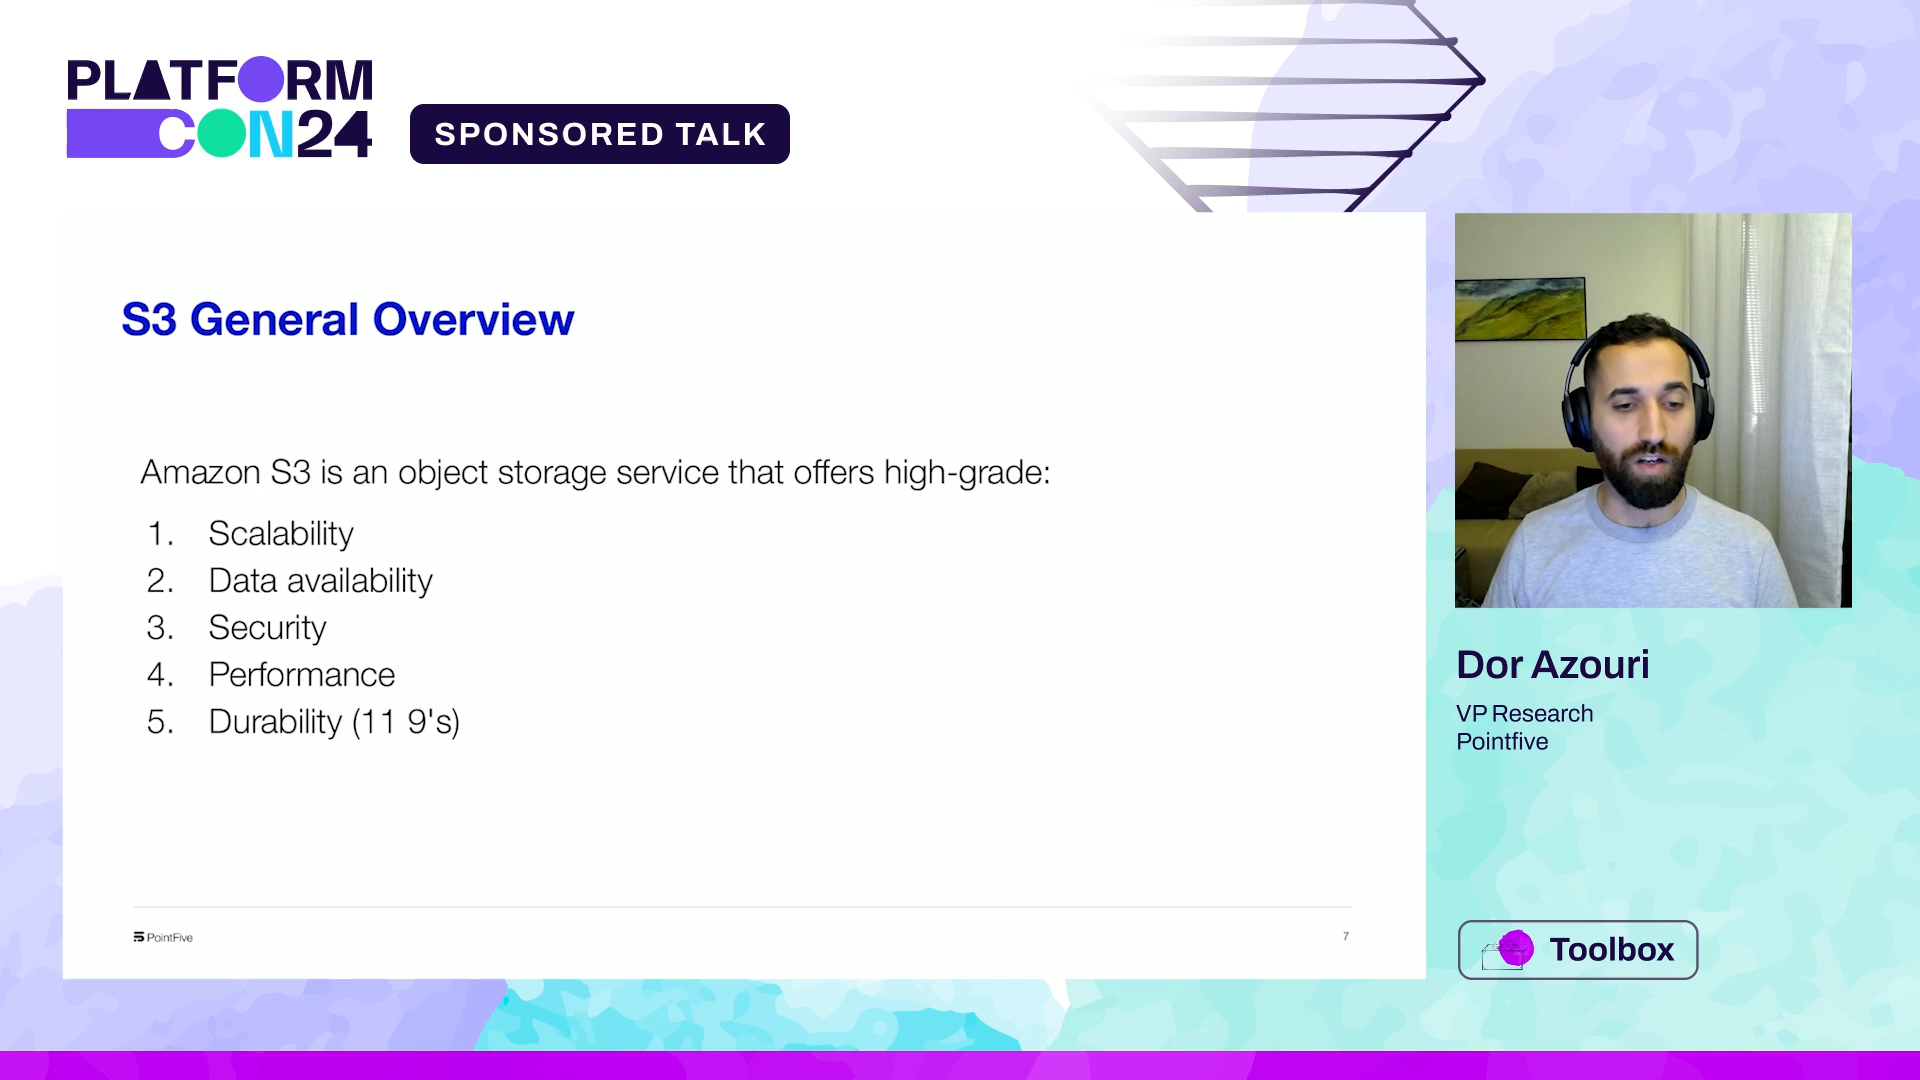 PLATFORM
CON24
SPONSORED TALK
S3 General Overview
Amazon S3 is an object storage service that offers high-grade:
1. Scalability
2. Data availability
3. Security
4. Performance
5. Durability (11 9's)
PointFive
7
Dor Azouri
VP Research
Pointfive
Toolbox